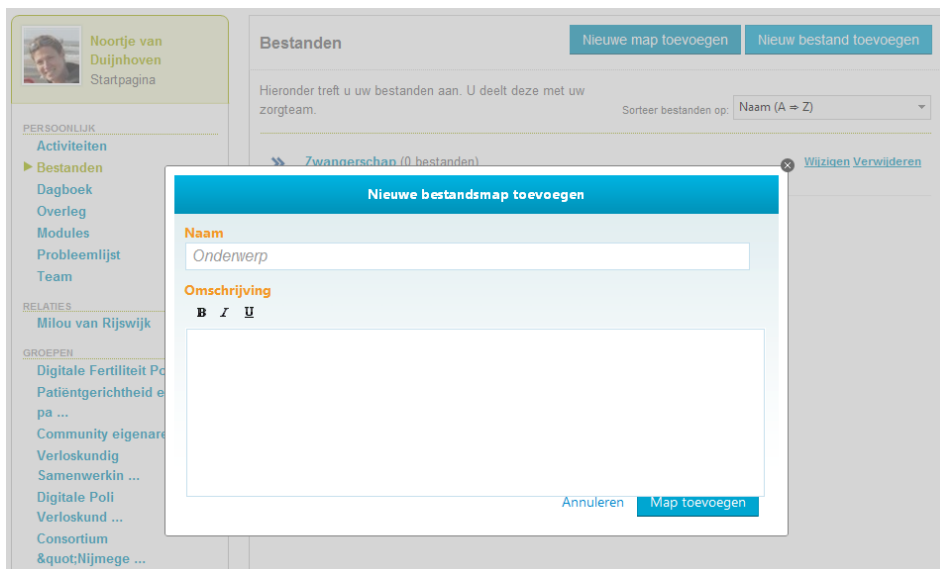 Noortje van
Duijnhoven
Startpagina
PERSOONLIJK
Activiteiten
Bestanden
Dagboek
Overleg
Modules
Probleemlijst
Team
RELATIES
Milou van Rijswijk
GROEPEN
Digitale Fertiliteit Po
Patiëntgerichtheid e
pa ...
Community eigenare
Verloskundig
Samenwerkin ...
Digitale Poli
Verloskund ...
Consortium
&quot;Nijmege ...
Bestanden
Nieuwe map toevoegen
Nieuw bestand toevoegen
Hieronder treft u uw bestanden aan. U deelt deze met uw
zorgteam.
Sorteer bestanden op: Naam (A ⇒ Z)
Zwangerschap (0 bestanden)
Wijzigen Verwijderen
Nieuwe bestandsmap toevoegen
Naam
Onderwerp
Omschrijving
B I U
Annuleren
Map toevoegen